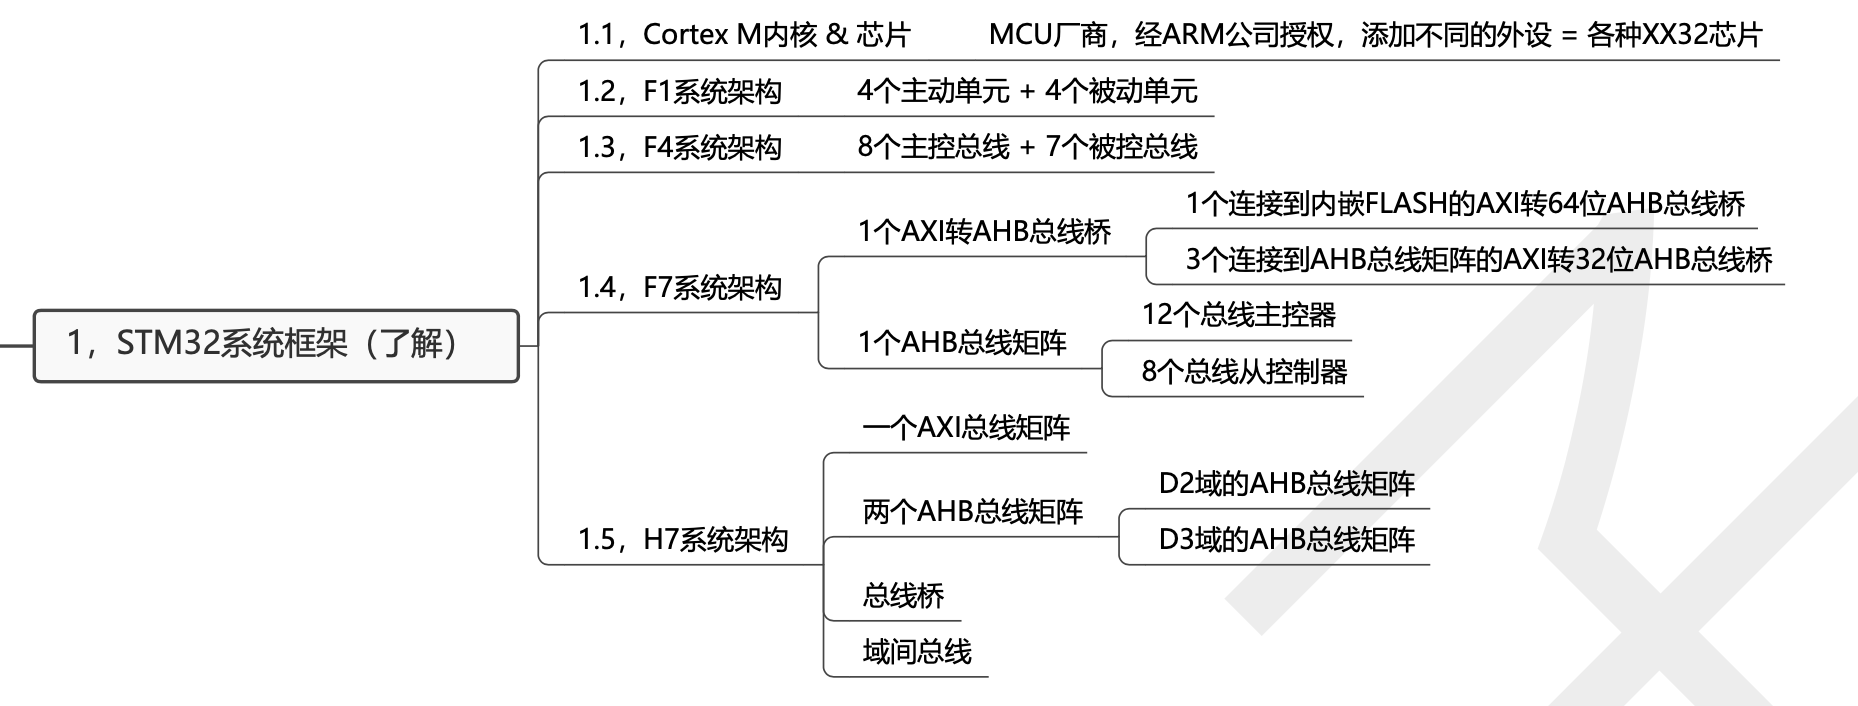 1.1，Cortex M内核 & 芯片 MCU厂商，经ARM公司授权，添加不同的外设 = 各种XX32芯片
1.2，F1系统架构 4个主动单元 + 4个被动单元
1.3，F4系统架构 8个主控总线 + 7个被控总线
1个连接到内嵌FLASH的AXI转64位AHB总线桥
1个AXI转AHB总线桥
3个连接到AHB总线矩阵的AXI转32位AHB总线桥
1.4，F7系统架构
12个总线主控器
1，STM32系统框架（了解）
1个AHB总线矩阵
8个总线从控制器
一个AXI总线矩阵
D2域的AHB总线矩阵
两个AHB总线矩阵
1.5，H7系统架构
D3域的AHB总线矩阵
总线桥
域间总线